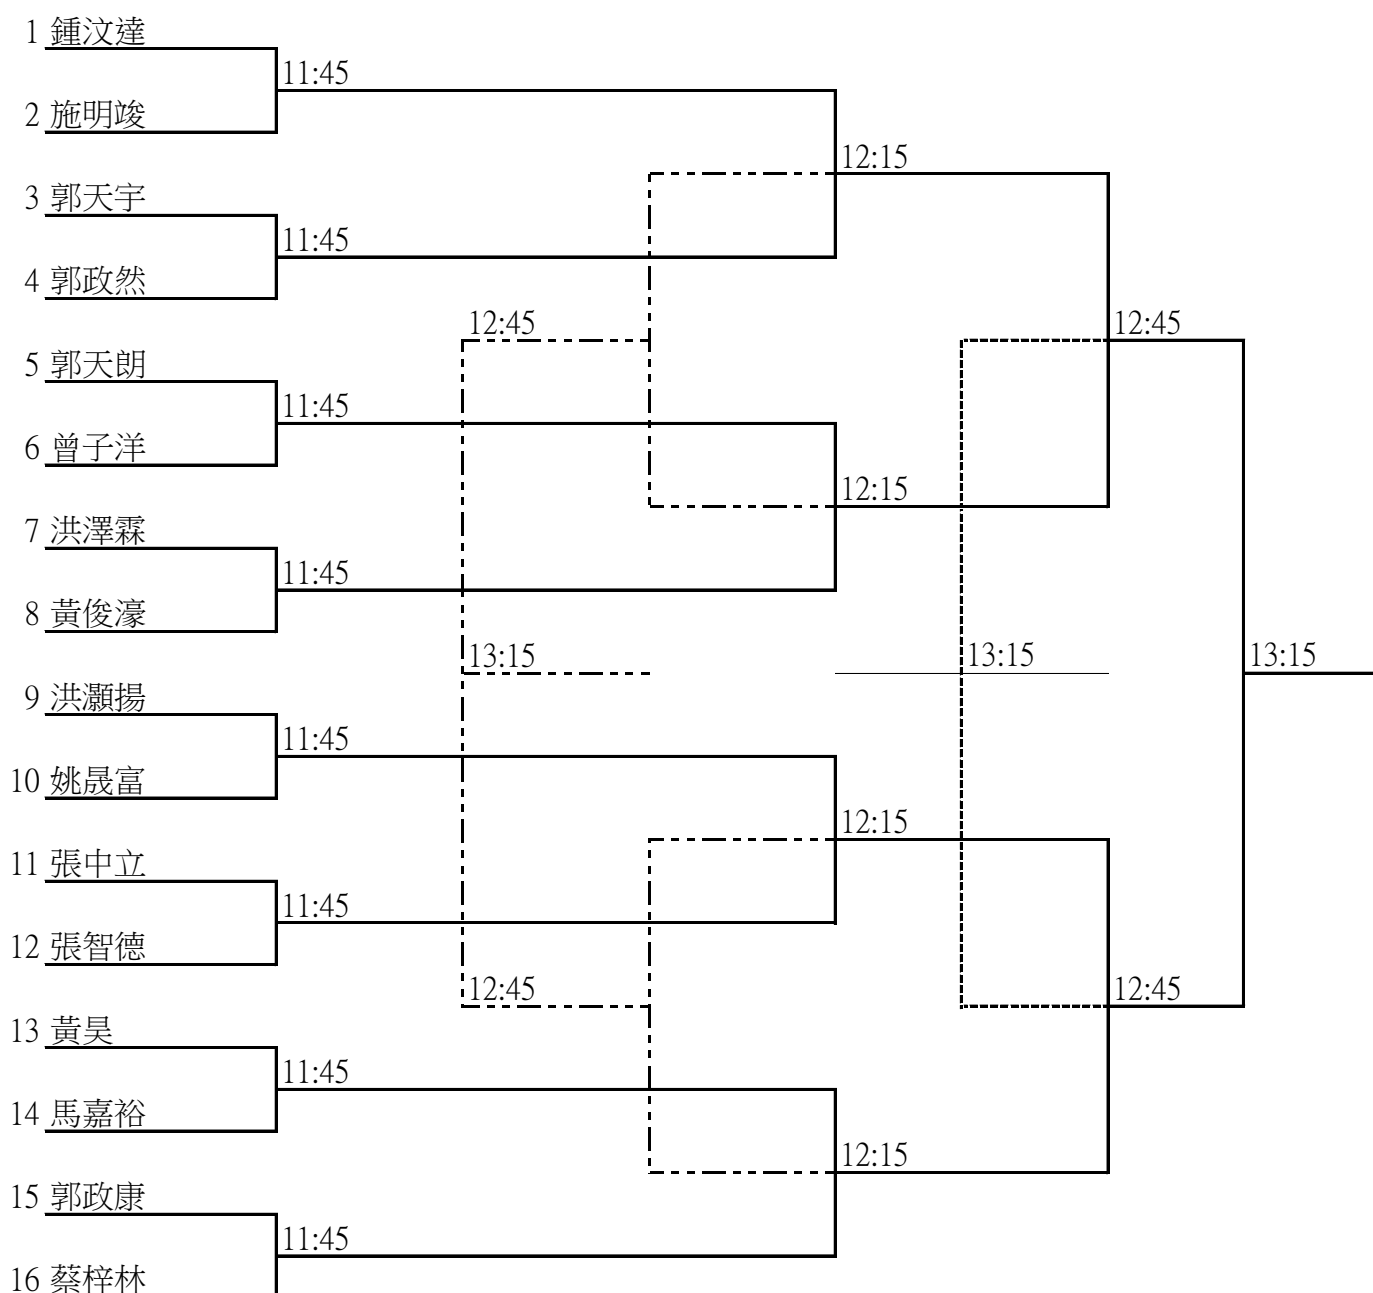 1 鍾汶達
11:45
2 施明竣
12:15
3 郭天宇
11:45
4 郭政然
12:45
12:45
5 郭天朗
11:45
6 曾子洋
12:15
7 洪澤霖
11:45
8 黃俊濠
13:15
13:15
13:15
9 洪灝揚
11:45
10 姚晟富
12:15
11 張中立
11:45
12 張智德
12:45
12:45
13 黃昊
11:45
14 馬嘉裕
12:15
15 郭政康
11:45
16 蔡梓林